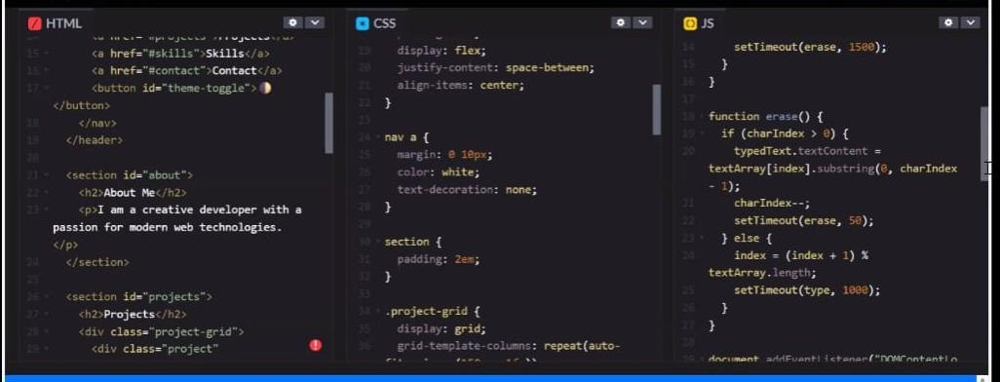 HTML
<a href="#projects">Projects</a>
15 <a href="#skills">Skills</a>
16 <a href="#contact">Contact</a>
17 <button id="theme-toggle">🌓
</button>
18 </nav>
19 </header>
20
21 <section id="about">
22 <h2>About Me</h2>
23 <p>I am a creative developer with a
passion for modern web technologies.
</p>
24 </section>
25
26 <section id="projects">
27 <h2>Projects</h2>
28 <div class="project-grid">
29 <div class="project"
CSS
19 display: flex;
20 justify-content: space-between;
21 align-items: center;
22 }
23
24 nav a {
25 margin: 0 10px;
26 color: white;
27 text-decoration: none;
28 }
29
30 section {
31 padding: 2em;
32 }
33
34 .project-grid {
35 display: grid;
36 grid-template-columns: repeat(auto-
JS
14 setTimeout(erase, 1500);
15 }
16 }
17
18 function erase() {
19 if (charIndex > 0) {
20 typedText.textContent =
textArray[index].substring(0, charIndex
- 1);
21 charIndex--;
22 setTimeout(erase, 50);
23 } else {
24 index = (index + 1) %
textArray.length;
25 setTimeout(type, 1000);
26 }
27 }
28
29 document.addEventListener("DOMContentLo